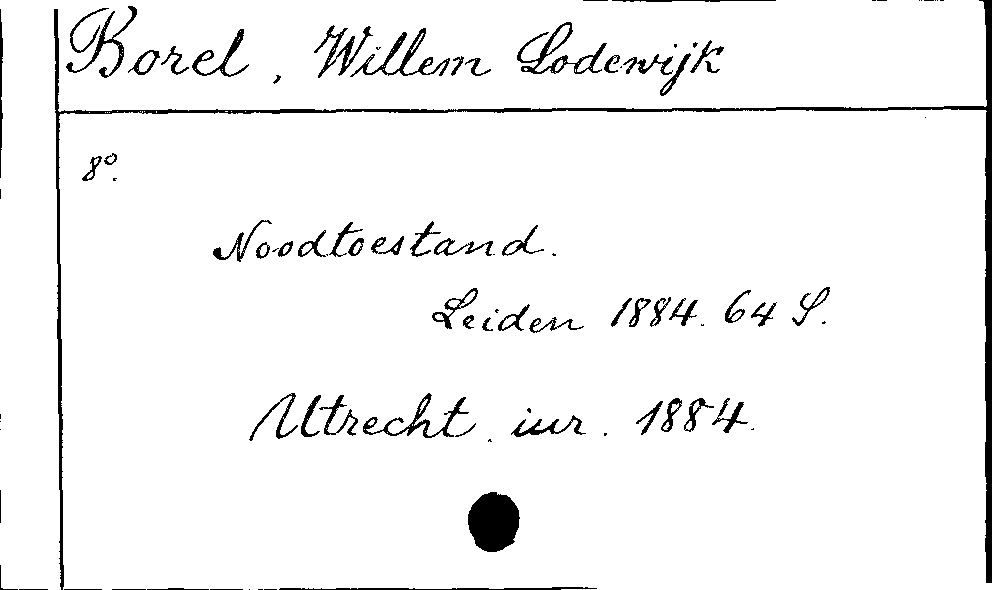 Borel, Willem Lodewijk
8°.
Noodtoestand.
Leiden 1884. 64 S.
Utrecht. iur. 1884.